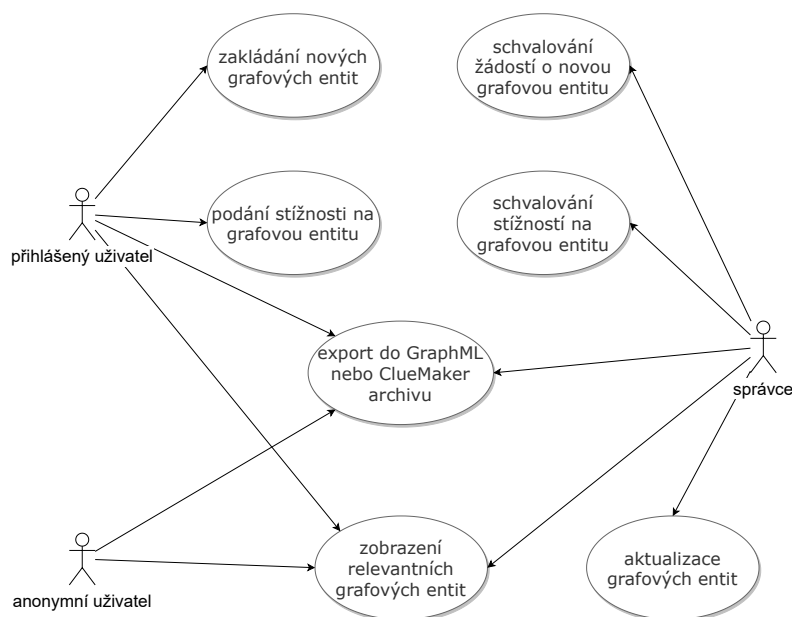 zakládání nových
grafových entit
schvalování
žádostí o novou
grafovou entitu
podání stížnosti na
grafovou entitu
schvalování
stížností na
grafovou entitu
přihlášený uživatel
export do GraphML
nebo ClueMaker
archivu
správce
zobrazení
relevantních
grafových entit
aktualizace
grafových entit
anonymní uživatel